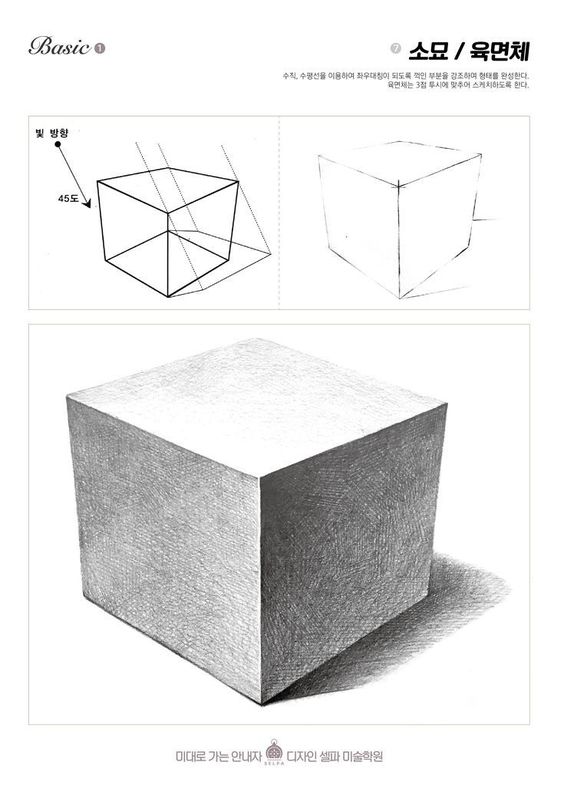 Basic 1
7 소묘 / 육면체
수직, 수평선을 이용하여 좌우대칭이 되도록 꺽인 부분을 강조하여 형태를 완성한다.
육면체는 3점 투시에 맞추어 스케치하도록 한다.
빛 방향
45도
미대로 가는 안내자 SELPA 디자인 셀파 미술학원